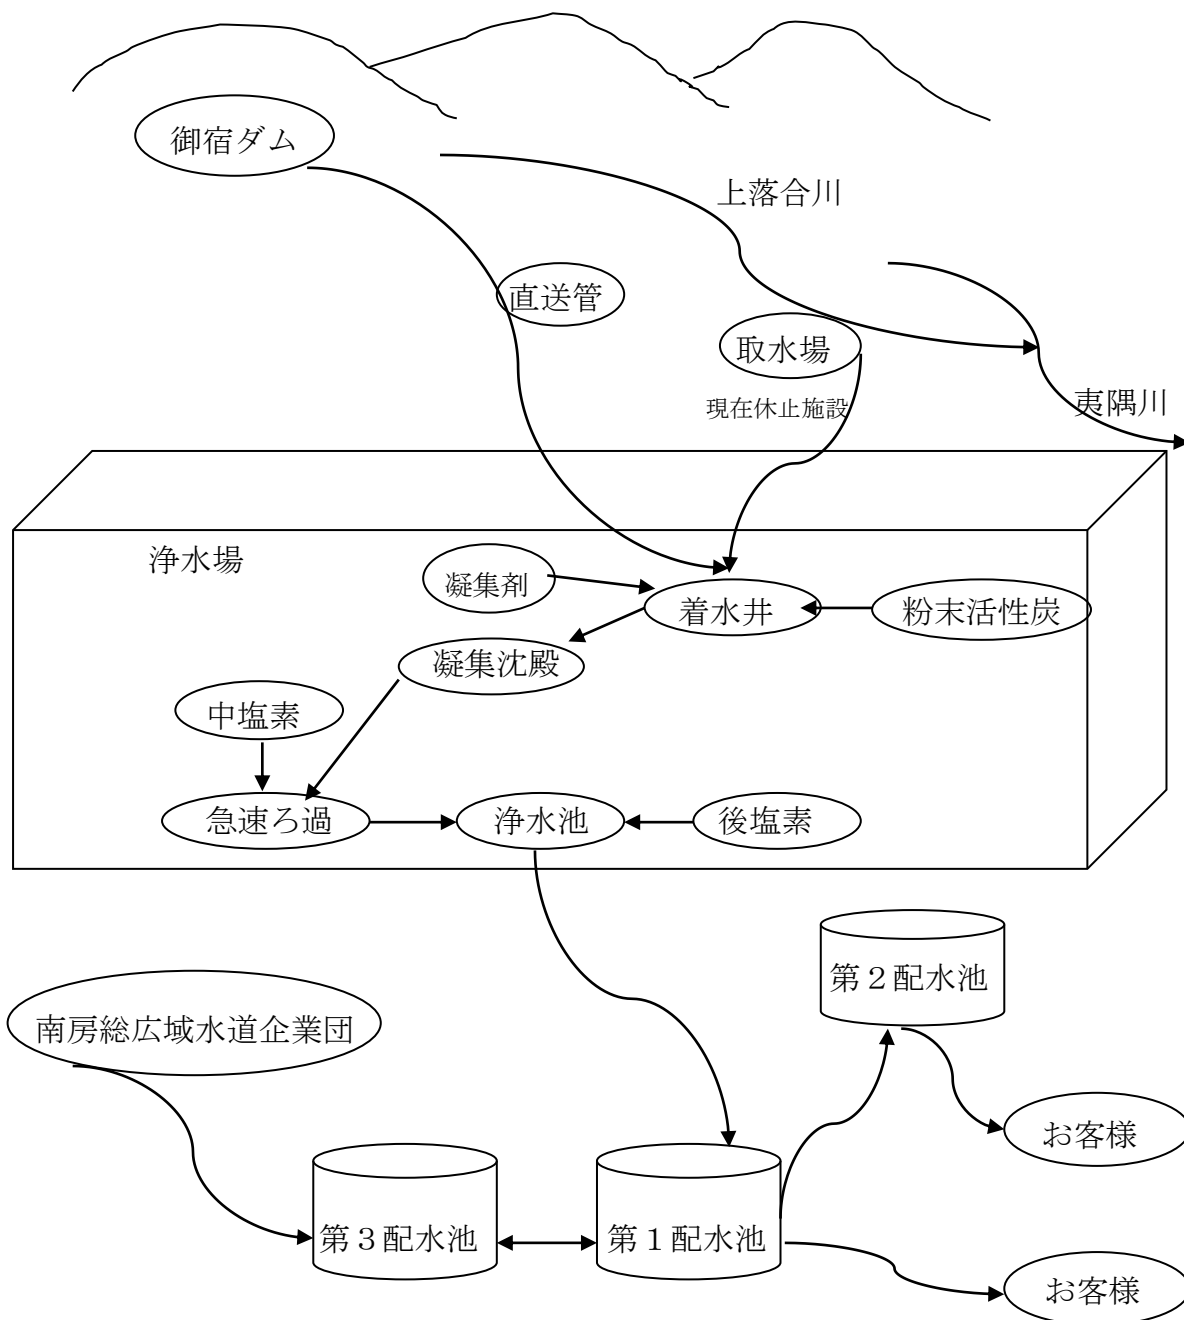 御宿ダム
上落合川
直送管
取水場
現在休止施設
夷隅川
浄水場
凝集剤
着水井
粉末活性炭
凝集沈殿
中塩素
急速ろ過
浄水池
後塩素
第２配水池
南房総広域水道企業団
お客様
第３配水池
第１配水池
お客様